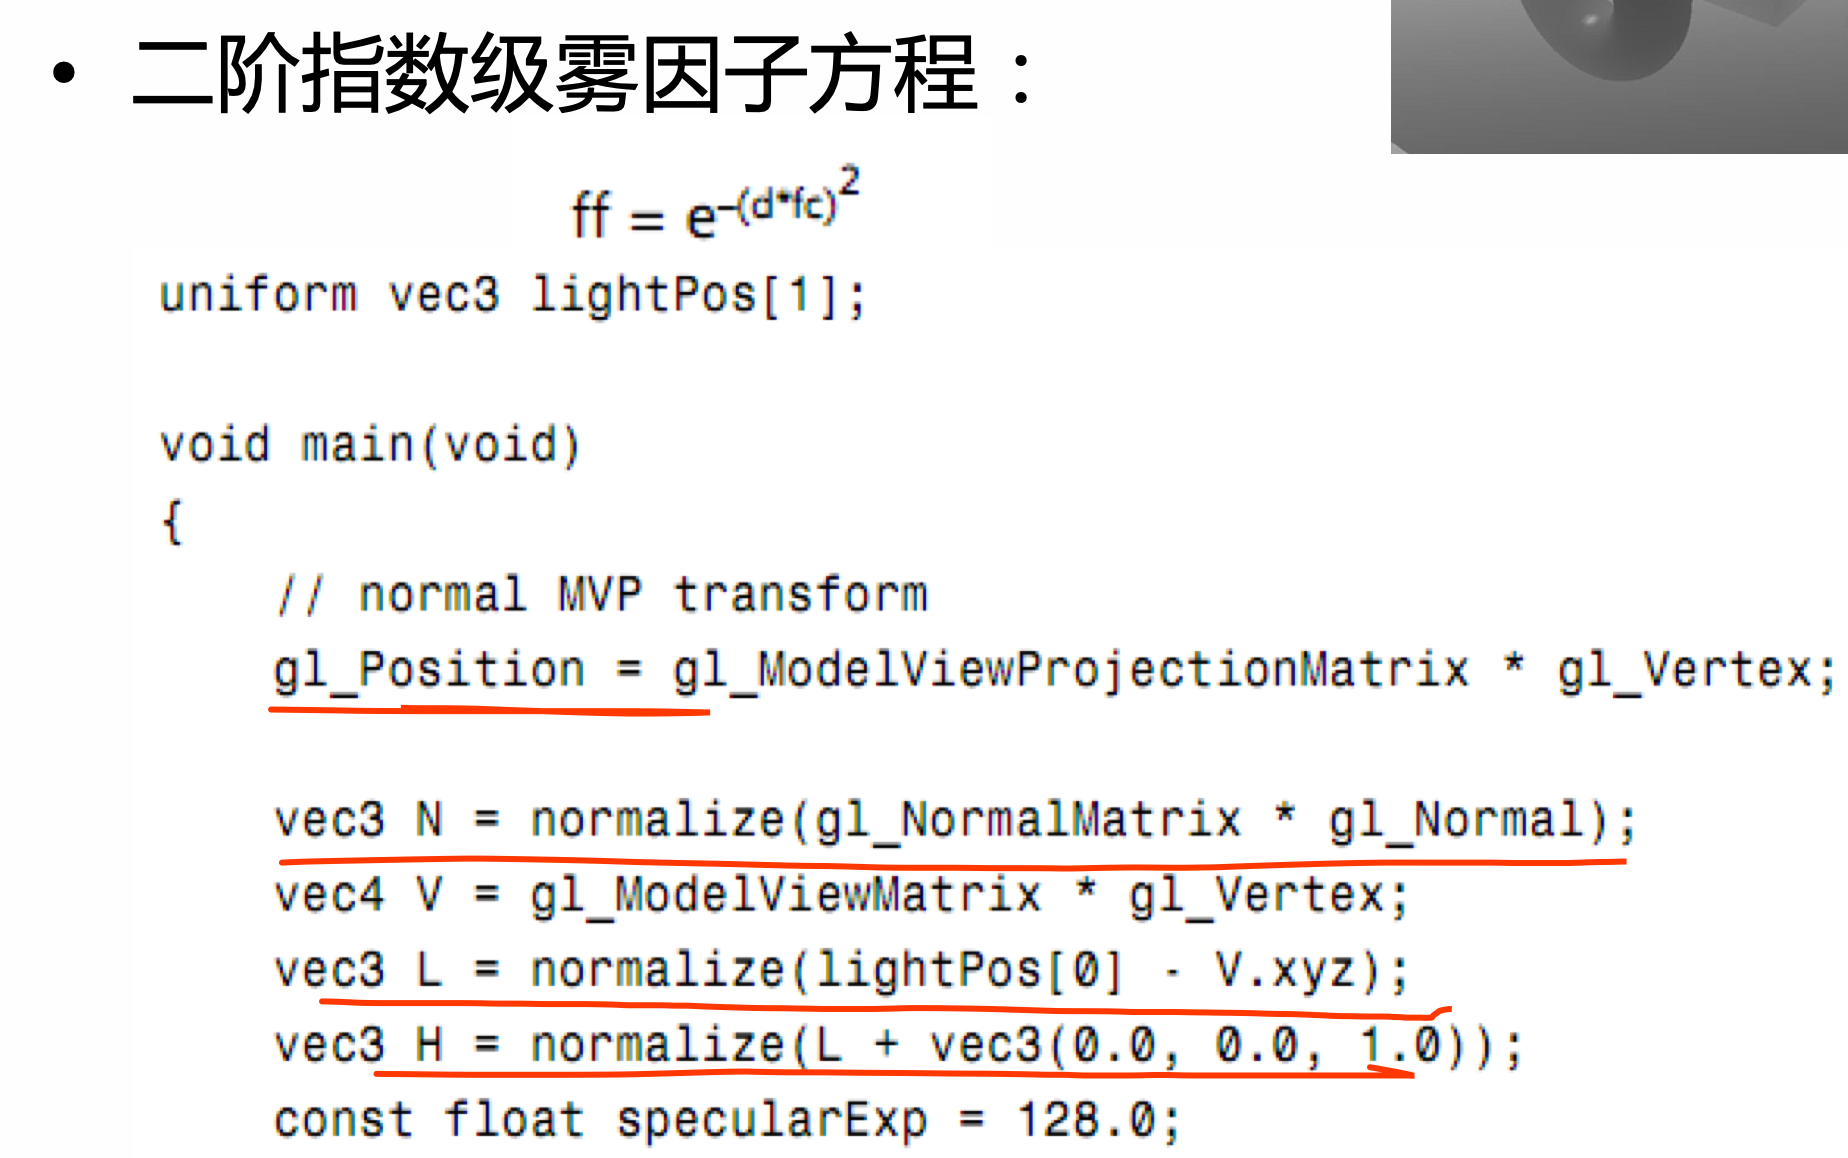 • 二阶指数级雾因子方程：
ff = e^-(d*fc)^2
uniform vec3 lightPos[1];
void main(void)
{
// normal MVP transform
gl_Position = gl_ModelViewProjectionMatrix * gl_Vertex;
vec3 N = normalize(gl_NormalMatrix * gl_Normal);
vec4 V = gl_ModelViewMatrix * gl_Vertex;
vec3 L = normalize(lightPos[0] - V.xyz);
vec3 H = normalize(L + vec3(0.0, 0.0, 1.0));
const float specularExp = 128.0;